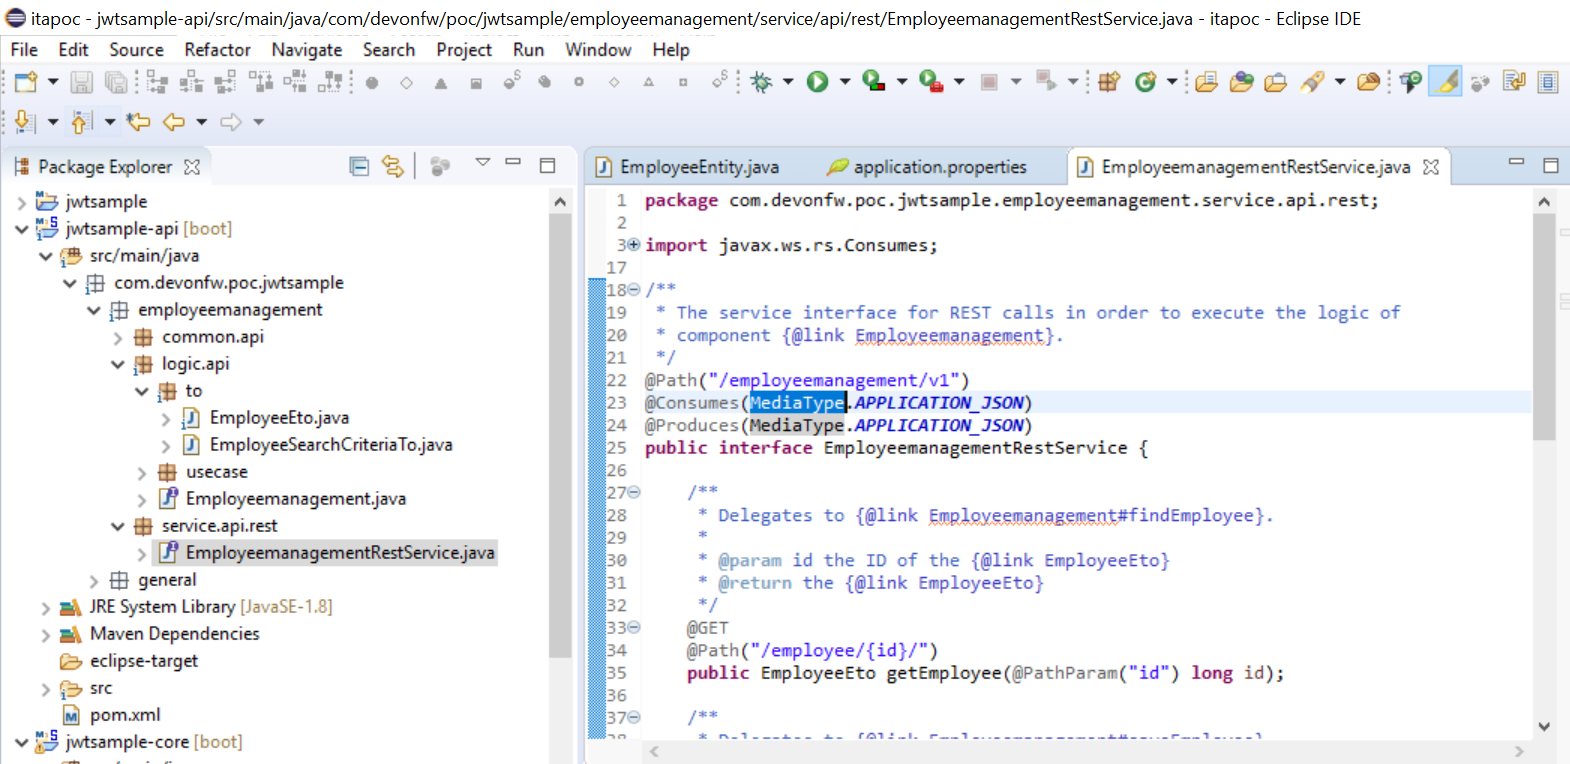 itapoc - jwtsample-api/src/main/java/com/devonfw/poc/jwtsample/employeemanagement/service/api/rest/EmployeemanagementRestService.java - itapoc - Eclipse IDE
File Edit Source Refactor Navigate Search Project Run Window Help
Package Explorer
jwtsample
jwtsample-api [boot]
src/main/java
com.devonfw.poc.jwtsample
employeemanagement
common.api
logic.api
to
EmployeeEto.java
EmployeeSearchCriteriaTo.java
usecase
Employeemanagement.java
service.api.rest
EmployeemanagementRestService.java
general
JRE System Library [JavaSE-1.8]
Maven Dependencies
eclipse-target
src
pom.xml
jwtsample-core [boot]
EmployeeEntity.java application.properties EmployeemanagementRestService.java
1 package com.devonfw.poc.jwtsample.employeemanagement.service.api.rest;
2
3 import javax.ws.rs.Consumes;
17
18 /**
19 * The service interface for REST calls in order to execute the logic of
20 * component {@link Employeemanagement}.
21 */
22 @Path("/employeemanagement/v1")
23 @Consumes(MediaType.APPLICATION_JSON)
24 @Produces(MediaType.APPLICATION_JSON)
25 public interface EmployeemanagementRestService {
26
27 /**
28 * Delegates to {@link Employeemanagement#findEmployee}.
29 *
30 * @param id the ID of the {@link EmployeeEto}
31 * @return the {@link EmployeeEto}
32 */
33 @GET
34 @Path("/employee/{id}/")
35 public EmployeeEto getEmployee(@PathParam("id") long id);
36
37 /**